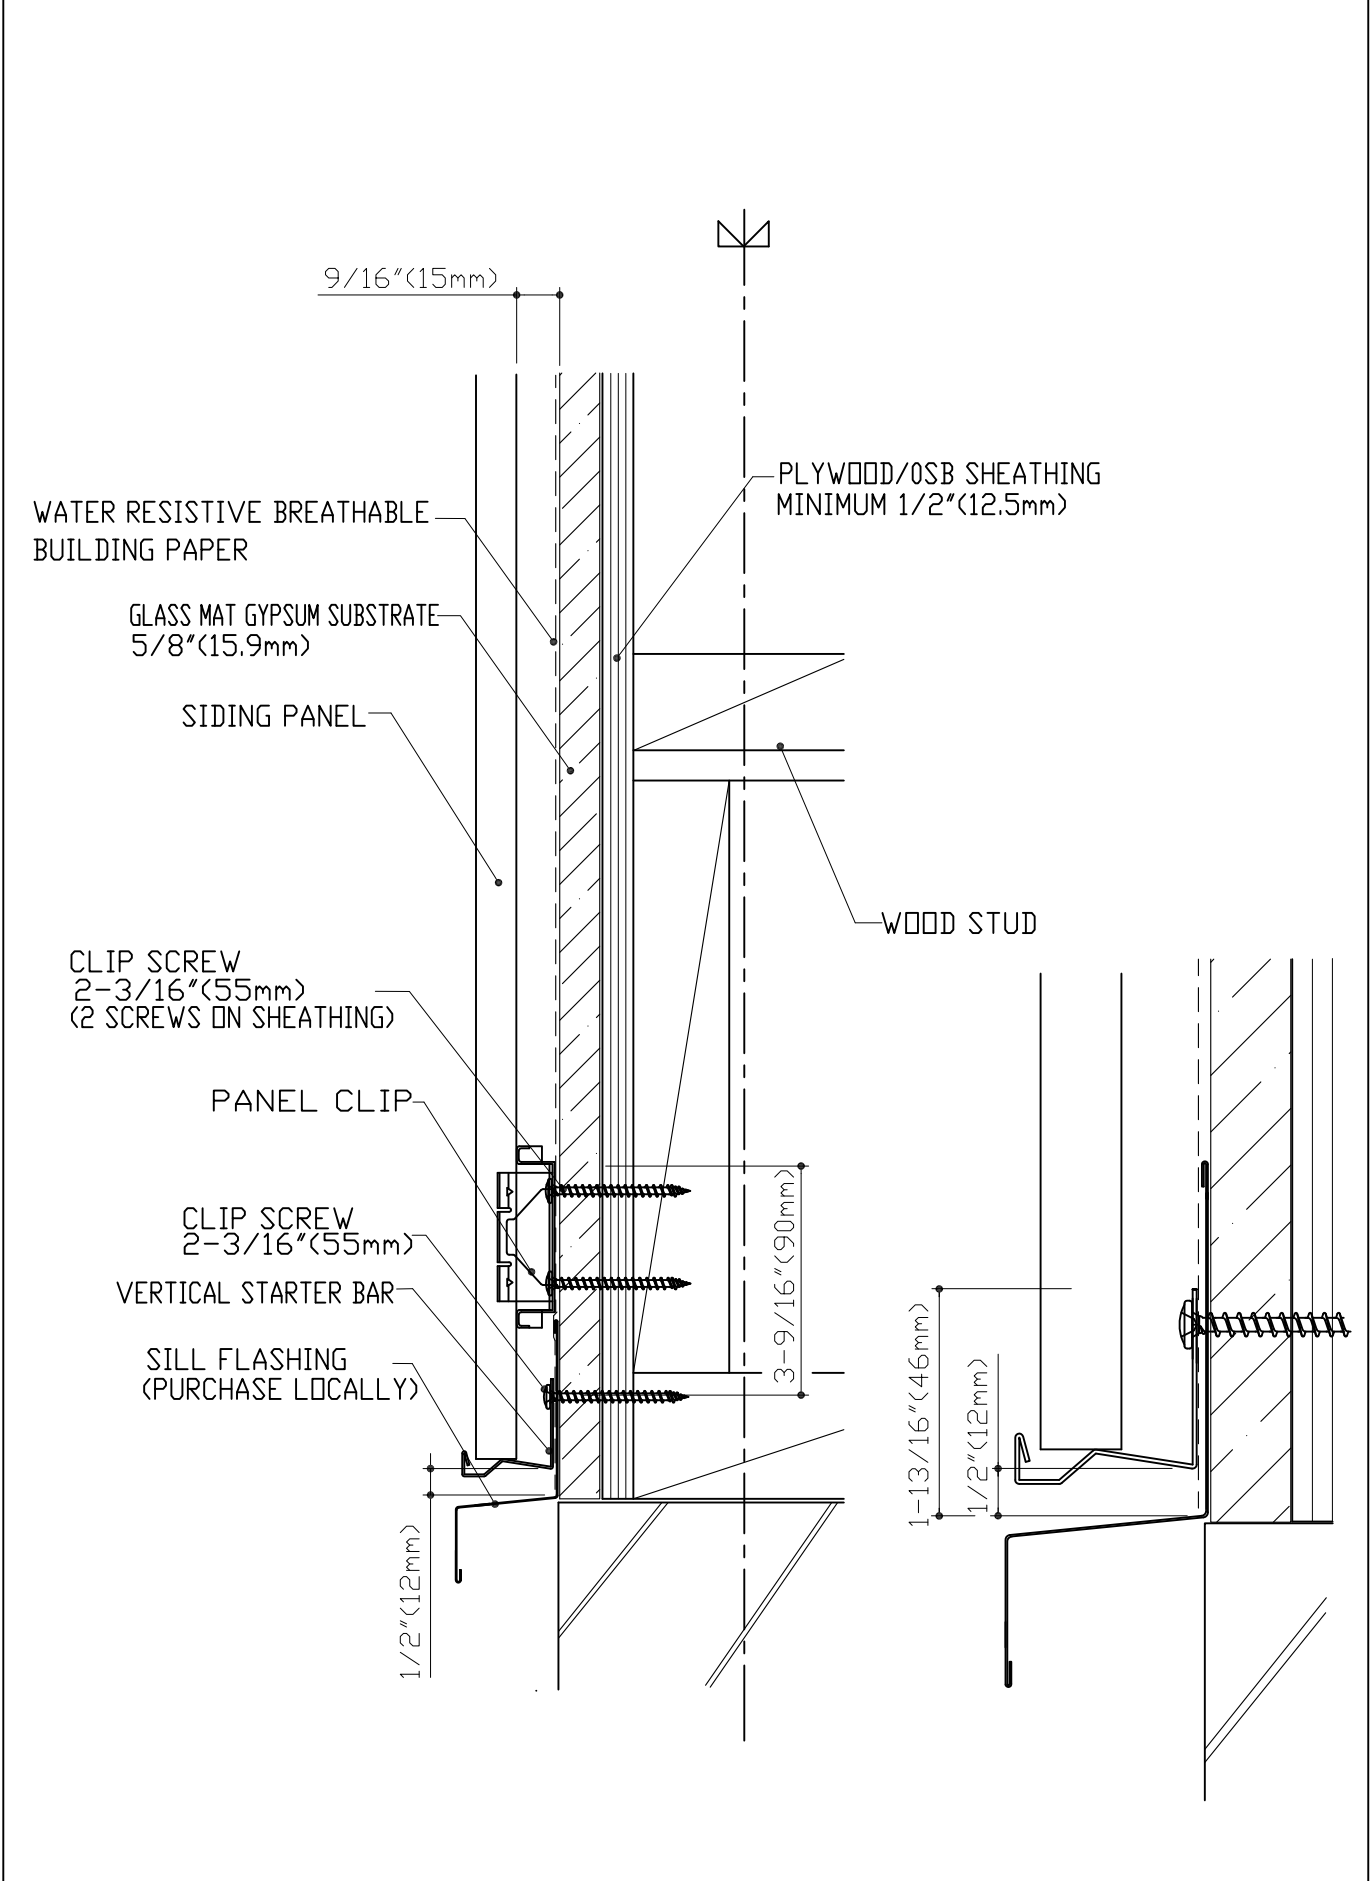 9/16"(15mm)
PLYWOOD/OSB SHEATHING
MINIMUM 1/2"(12.5mm)
WATER RESISTIVE BREATHABLE
BUILDING PAPER
GLASS MAT GYPSUM SUBSTRATE
5/8"(15.9mm)
SIDING PANEL
WOOD STUD
CLIP SCREW
2-3/16"(55mm)
(2 SCREWS ON SHEATHING)
PANEL CLIP
CLIP SCREW
2-3/16"(55mm)
VERTICAL STARTER BAR
SILL FLASHING
(PURCHASE LOCALLY)
3-9/16"(90mm)
1/2"(12mm)
1-13/16"(46mm)
1/2"(12mm)